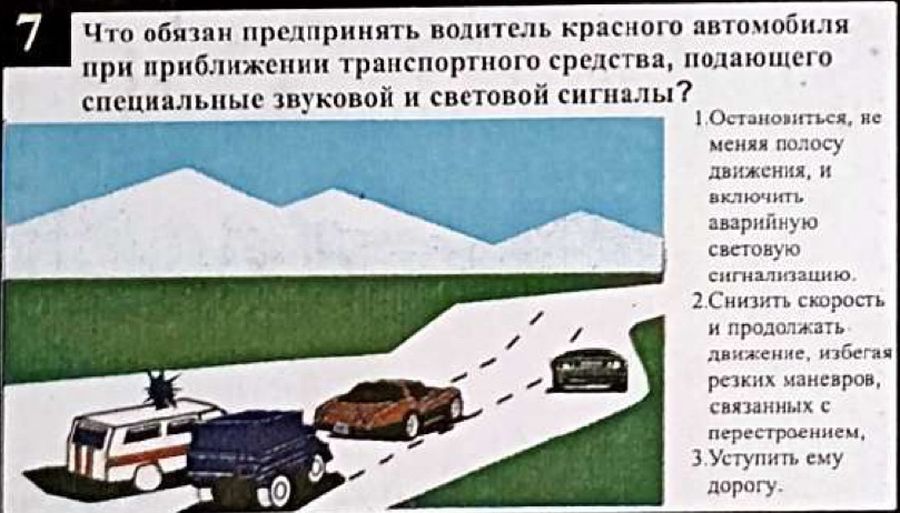 7
Что обязан предпринять водитель красного автомобиля
при приближении транспортного средства, подающего
специальные звуковой и световой сигналы?
1.Остановиться, не
меняя полосу
движения, и
включить
аварийную
световую
сигнализацию.
2.Снизить скорость
и продолжать
движение, избегая
резких маневров,
связанных с
перестроением,
3.Уступить ему
дорогу.